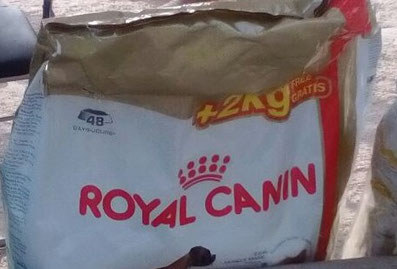 +2kg FREE
GRATIS
48
ROYAL CANIN